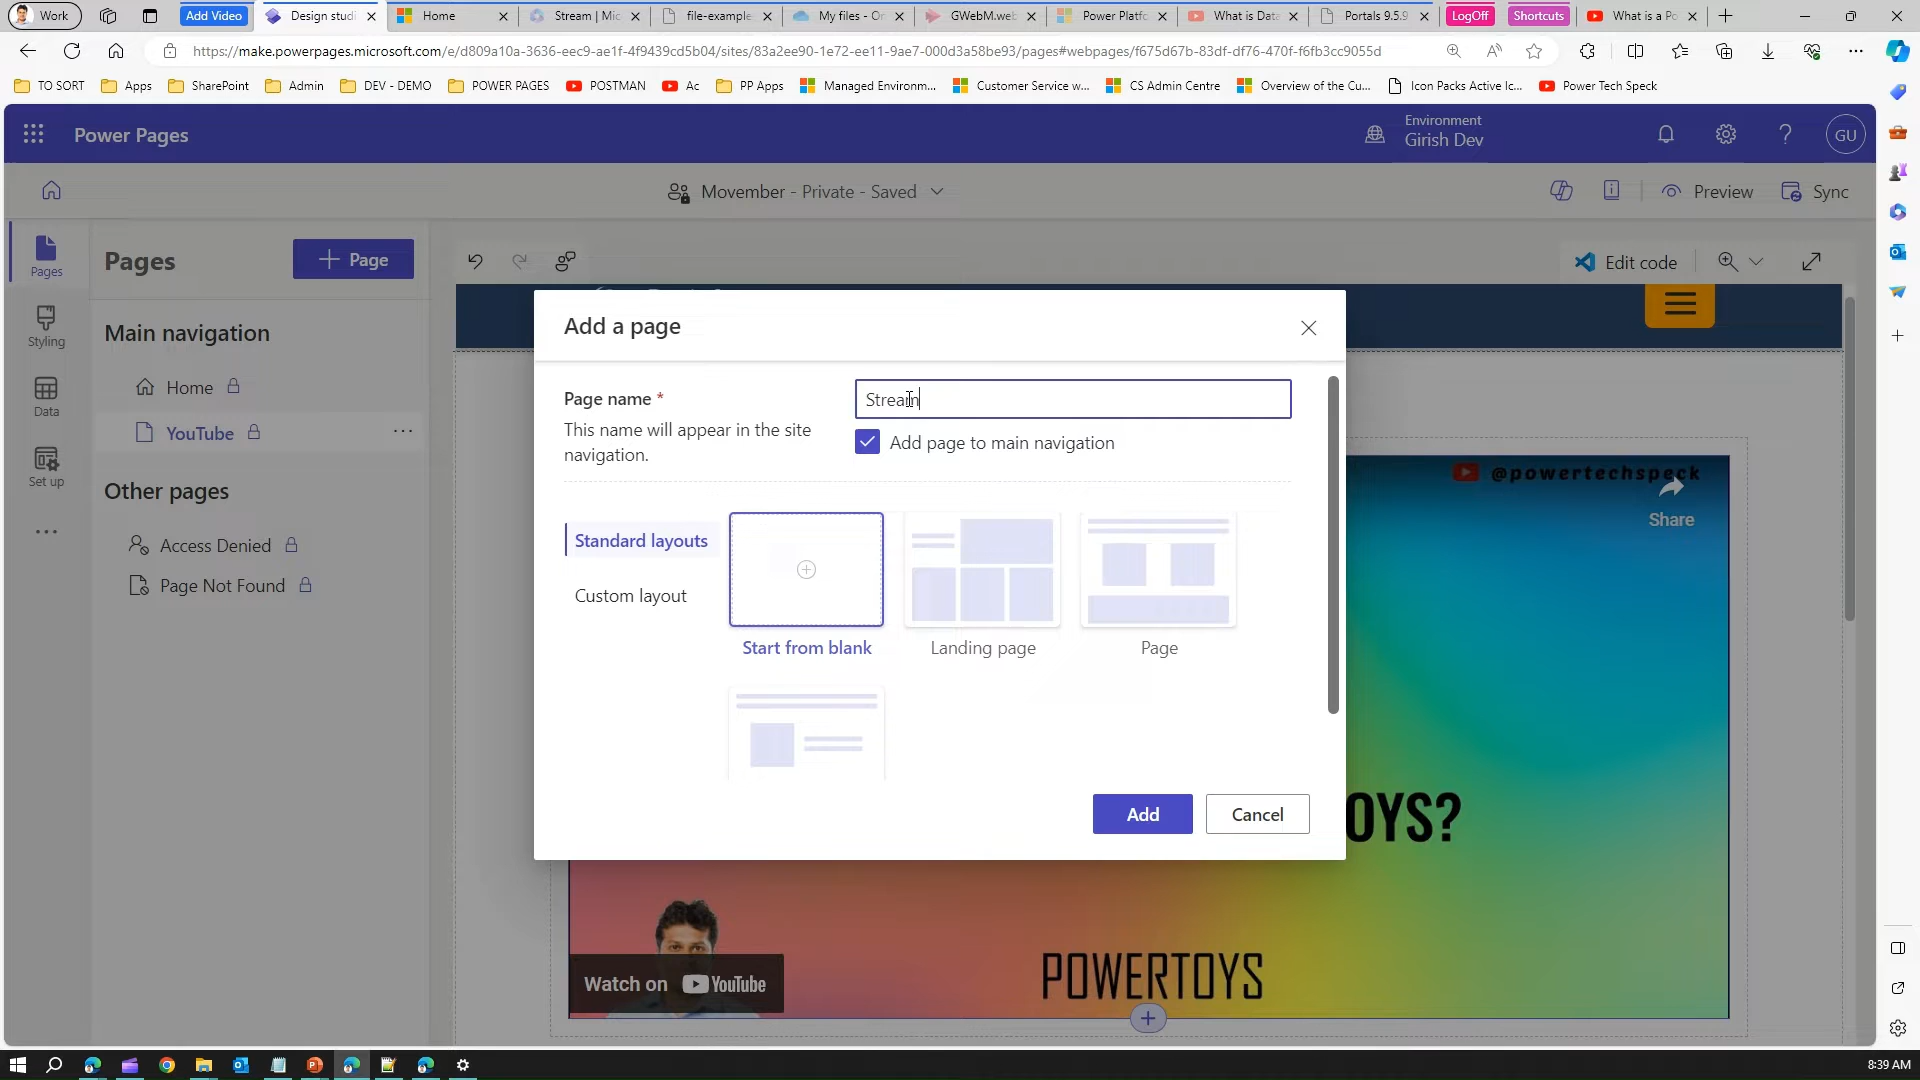 Work
Add Video
Design studi
Home
Stream | Mic
file-example
My files - On
GWebM.web
Power Platfo
What is Data
Portals 9.5.9
LogOff
Shortcuts
What is a Po
https://make.powerpages.microsoft.com/e/d809a10a-3636-eec9-ae1f-4f9439cd5b04/sites/83a2ee90-1e72-ee11-9ae7-000d3a58be93/pages#webpages/f675d67b-83df-df76-470f-f6fb3cc9055d
TO SORT
Apps
SharePoint
Admin
DEV - DEMO
POWER PAGES
POSTMAN
Ac
PP Apps
Managed Environm...
Customer Service w...
CS Admin Centre
Overview of the Cu...
Icon Packs Active Ic...
Power Tech Speck
Power Pages
Environment
Girish Dev
GU
Movember - Private - Saved
Preview
Sync
Pages
Styling
Data
Set up
Pages
+ Page
Main navigation
Home
YouTube
Other pages
Access Denied
Page Not Found
Edit code
Add a page
Page name *
This name will appear in the site
navigation.
Stream
Add page to main navigation
Standard layouts
Custom layout
Start from blank
Landing page
Page
Add
Cancel
@powertechspeck
Share
OYS?
POWERTOYS
Watch on YouTube
8:39 AM